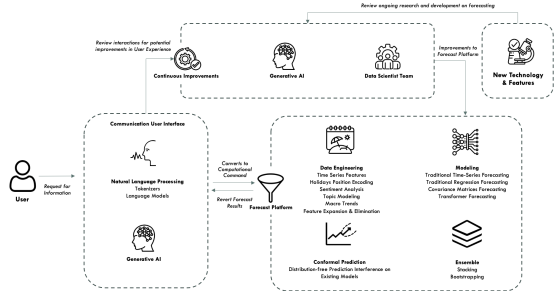 Review ongoing research and development on forecasting
Review interactions for potential
improvements in User Experience
Continuous Improvements
Generative AI
Data Scientist Team
Improvements to
Forecast Platform
New Technology
& Features
Communication User Interface
Natural Language Processing
Tokenizers
Language Models
Generative AI
User
Request for
Information
Converts to
Computational
Command
Revert Forecast
Results
Forecast Platform
Data Engineering
Time Series Features
Holidays Position Encoding
Sentiment Analysis
Topic Modeling
Macro Trends
Feature Expansion & Elimination
Modeling
Traditional Time-Series Forecasting
Traditional Regression Forecasting
Covariance Matrices Forecasting
Transformer Forecasting
Conformal Prediction
Distribution-free Prediction Interference on
Existing Models
Ensemble
Stacking
Bootstrapping